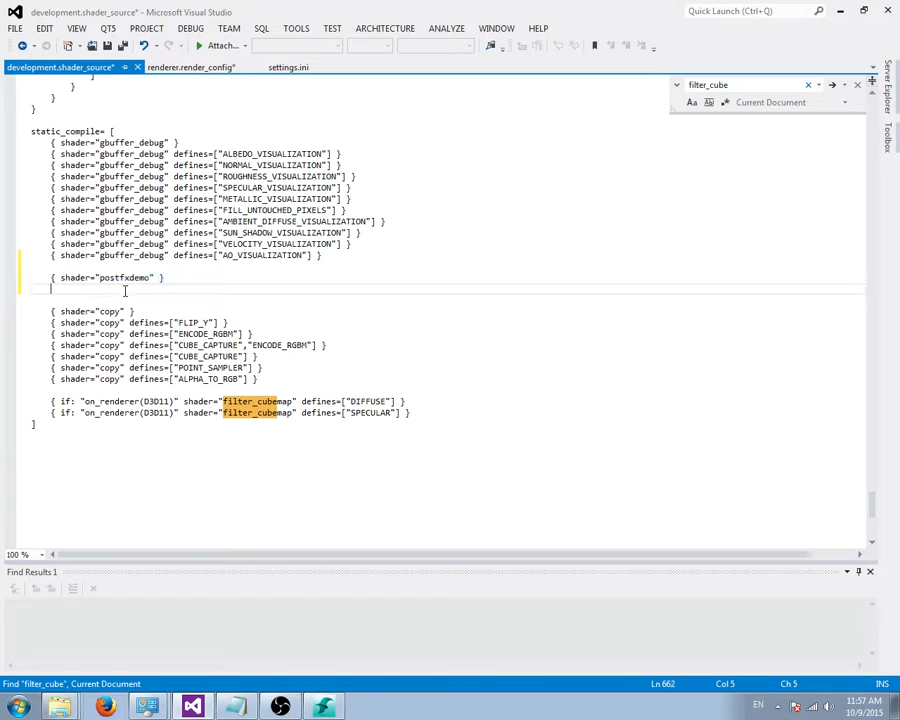 development.shader_source* - Microsoft Visual Studio
Quick Launch (Ctrl+Q)
FILE EDIT VIEW QT5 PROJECT DEBUG TEAM SQL TOOLS TEST ARCHITECTURE ANALYZE WINDOW HELP
Attach...
development.shader_source* renderer.render_config* settings.ini
filter_cube
Aa Current Document
Server Explorer
Toolbox
]
}
}
}
static_compile= [
{ shader="gbuffer_debug" }
{ shader="gbuffer_debug" defines=["ALBEDO_VISUALIZATION"] }
{ shader="gbuffer_debug" defines=["NORMAL_VISUALIZATION"] }
{ shader="gbuffer_debug" defines=["ROUGHNESS_VISUALIZATION"] }
{ shader="gbuffer_debug" defines=["SPECULAR_VISUALIZATION"] }
{ shader="gbuffer_debug" defines=["METALLIC_VISUALIZATION"] }
{ shader="gbuffer_debug" defines=["FILL_UNTOUCHED_PIXELS"] }
{ shader="gbuffer_debug" defines=["AMBIENT_DIFFUSE_VISUALIZATION"] }
{ shader="gbuffer_debug" defines=["SUN_SHADOW_VISUALIZATION"] }
{ shader="gbuffer_debug" defines=["VELOCITY_VISUALIZATION"] }
{ shader="gbuffer_debug" defines=["AO_VISUALIZATION"] }
{ shader="postfxdemo" }
{ shader="copy" }
{ shader="copy" defines=["FLIP_Y"] }
{ shader="copy" defines=["ENCODE_RGBM"] }
{ shader="copy" defines=["CUBE_CAPTURE","ENCODE_RGBM"] }
{ shader="copy" defines=["CUBE_CAPTURE"] }
{ shader="copy" defines=["POINT_SAMPLER"] }
{ shader="copy" defines=["ALPHA_TO_RGB"] }
{ if: "on_renderer(D3D11)" shader="filter_cubemap" defines=["DIFFUSE"] }
{ if: "on_renderer(D3D11)" shader="filter_cubemap" defines=["SPECULAR"] }
]
100 %
Find Results 1
Find "filter_cube", Current Document Ln 662 Col 5 Ch 5 INS
EN 11:57 AM
10/9/2015